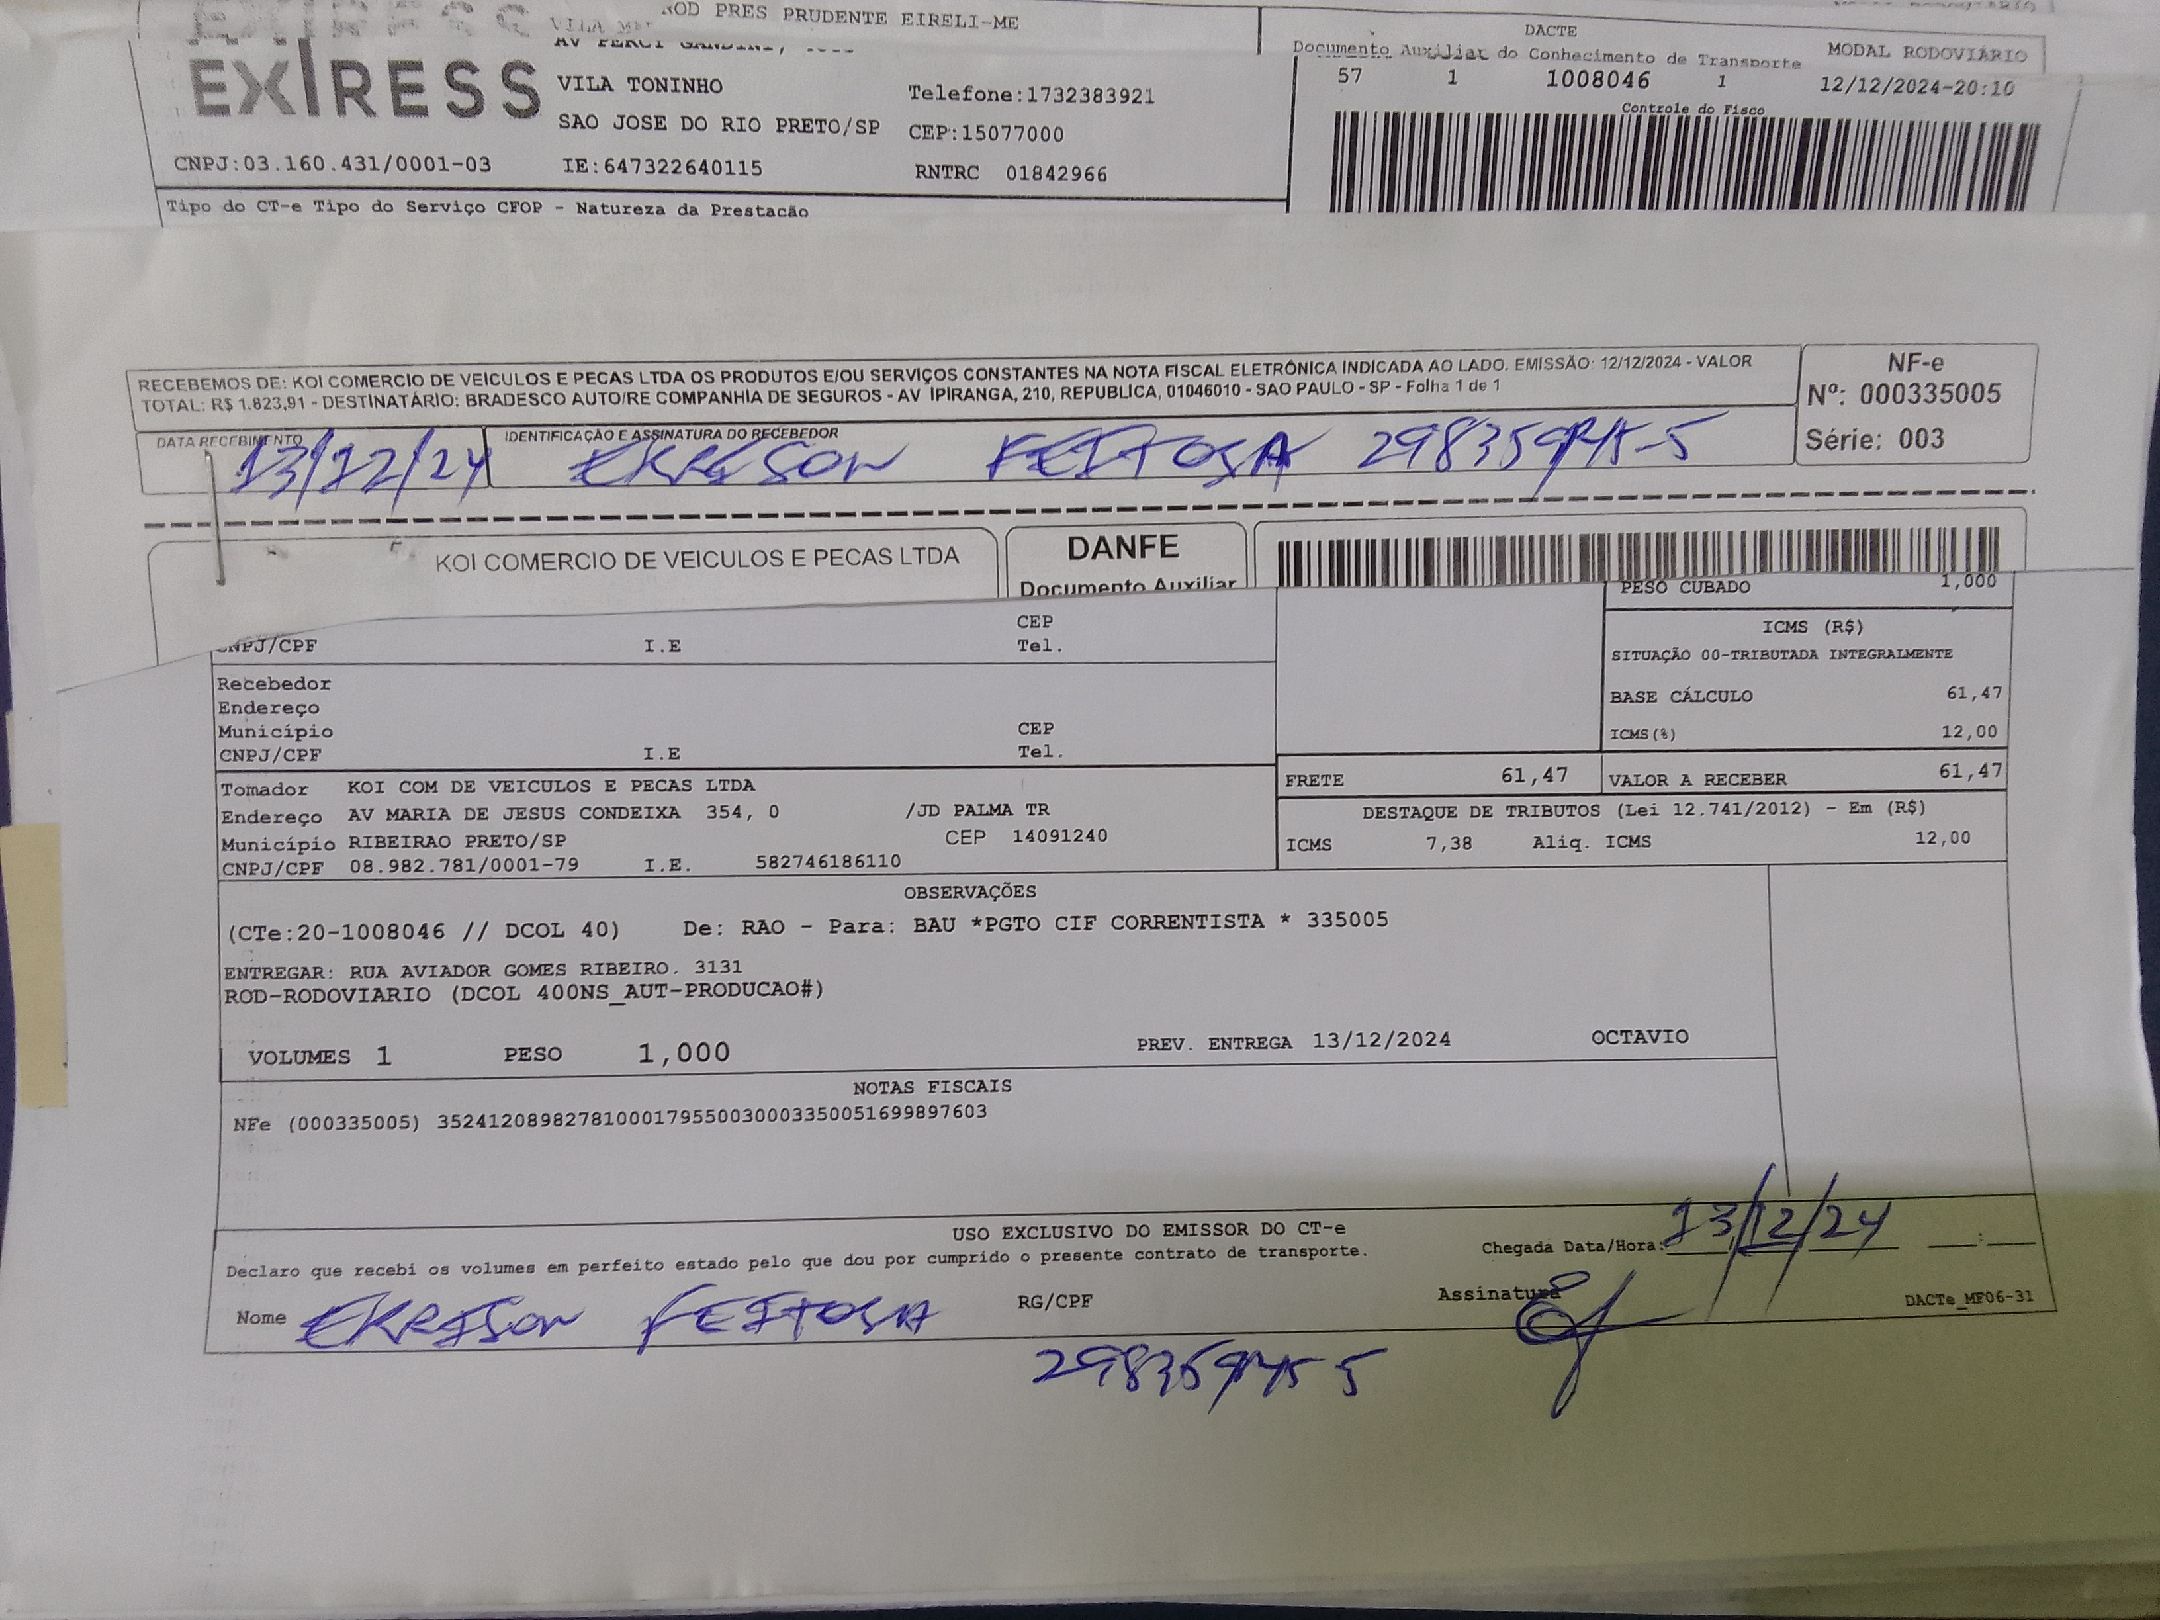 ROD PRES PRUDENTE EIRELI-ME
EXIRESS
VILA TONINHO
Telefone:1732383921
SAO JOSE DO RIO PRETO/SP CEP:15077000
CNPJ:03.160.431/0001-03 IE:647322640115 RNTRC 01842966
Tipo do CT-e Tipo do Serviço CFOP - Natureza da Prestacão
DACTE
Documento Auxiliar do Conhecimento de Transporte MODAL RODOVIÁRIO
57 1 1008046 1 12/12/2024-20:10
Controle do Fisco
RECEBEMOS DE: KOI COMERCIO DE VEICULOS E PECAS LTDA OS PRODUTOS E/OU SERVIÇOS CONSTANTES NA NOTA FISCAL ELETRÔNICA INDICADA AO LADO. EMISSÃO: 12/12/2024 - VALOR
TOTAL: R$ 1.823,91 - DESTINATÁRIO: BRADESCO AUTO/RE COMPANHIA DE SEGUROS - AV IPIRANGA, 210, REPUBLICA, 01046010 - SAO PAULO - SP - Folha 1 de 1
NF-e
Nº: 000335005
Série: 003
DATA RECEBIMENTO IDENTIFICAÇÃO E ASSINATURA DO RECEBEDOR
13/12/24 FEITOSA
KOI COMERCIO DE VEICULOS E PECAS LTDA
DANFE
Documento Auxiliar
PESO CUBADO 1,000
CEP
CNPJ/CPF I.E Tel.
Recebedor
Endereço
Município CEP
CNPJ/CPF I.E Tel.
ICMS (R$)
SITUAÇÃO 00-TRIBUTADA INTEGRALMENTE
BASE CÁLCULO 61,47
ICMS(%) 12,00
FRETE 61,47 VALOR A RECEBER 61,47
Tomador KOI COM DE VEICULOS E PECAS LTDA
Endereço AV MARIA DE JESUS CONDEIXA 354, 0 /JD PALMA TR
Município RIBEIRAO PRETO/SP CEP 14091240
CNPJ/CPF 08.982.781/0001-79 I.E. 582746186110
DESTAQUE DE TRIBUTOS (Lei 12.741/2012) - Em (R$)
ICMS 7,38 Aliq. ICMS 12,00
OBSERVAÇÕES
(CTe:20-1008046 // DCOL 40) De: RAO - Para: BAU *PGTO CIF CORRENTISTA * 335005
ENTREGAR: RUA AVIADOR GOMES RIBEIRO. 3131
ROD-RODOVIARIO (DCOL 400NS_AUT-PRODUCAO#)
VOLUMES 1 PESO 1,000 PREV. ENTREGA 13/12/2024 OCTAVIO
NOTAS FISCAIS
NFe (000335005) 35241208982781000179550030003350051699897603
USO EXCLUSIVO DO EMISSOR DO CT-e
Declaro que recebi os volumes em perfeito estado pelo que dou por cumprido o presente contrato de transporte.
Chegada Data/Hora: 13/12/24 :
Nome FEITOSA RG/CPF Assinatura DACTe_MF06-31